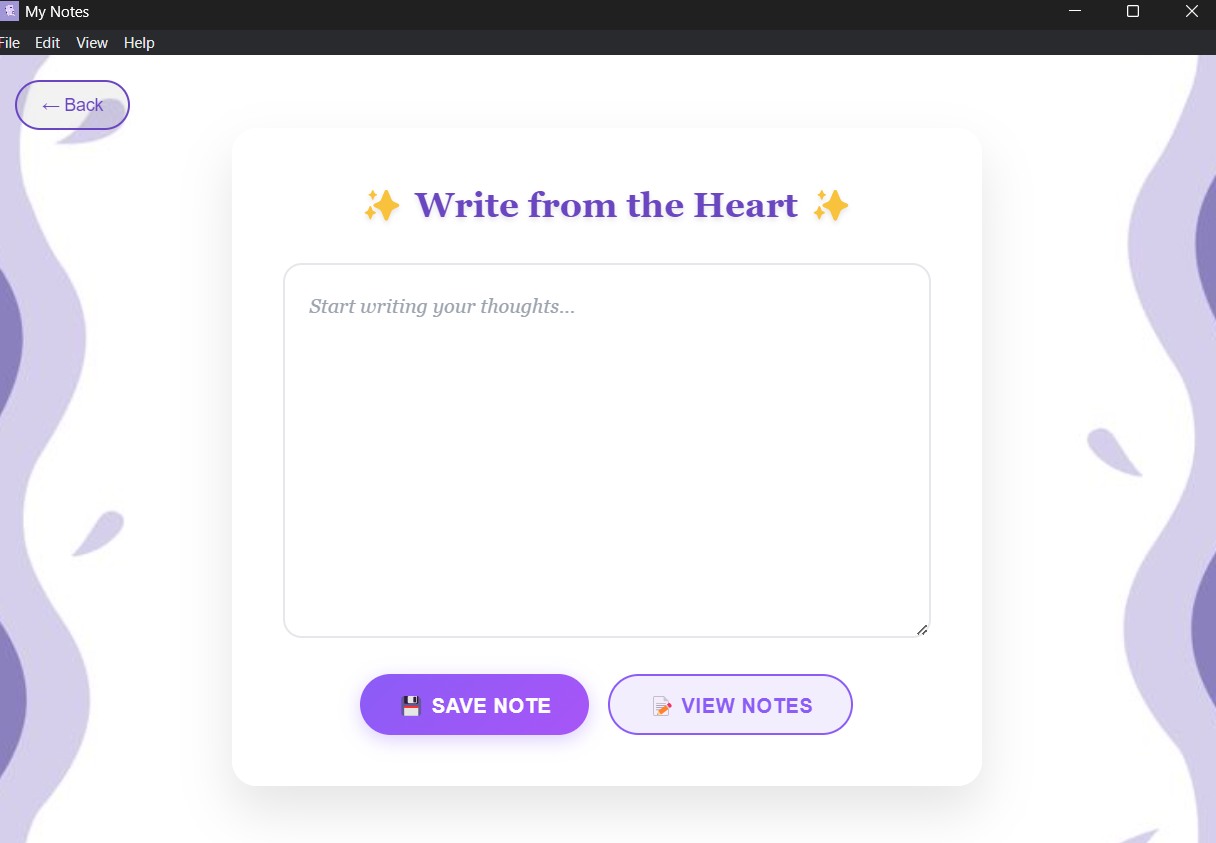 My Notes
File Edit View Help
← Back
✨ Write from the Heart ✨
Start writing your thoughts...
💾 SAVE NOTE 📝 VIEW NOTES